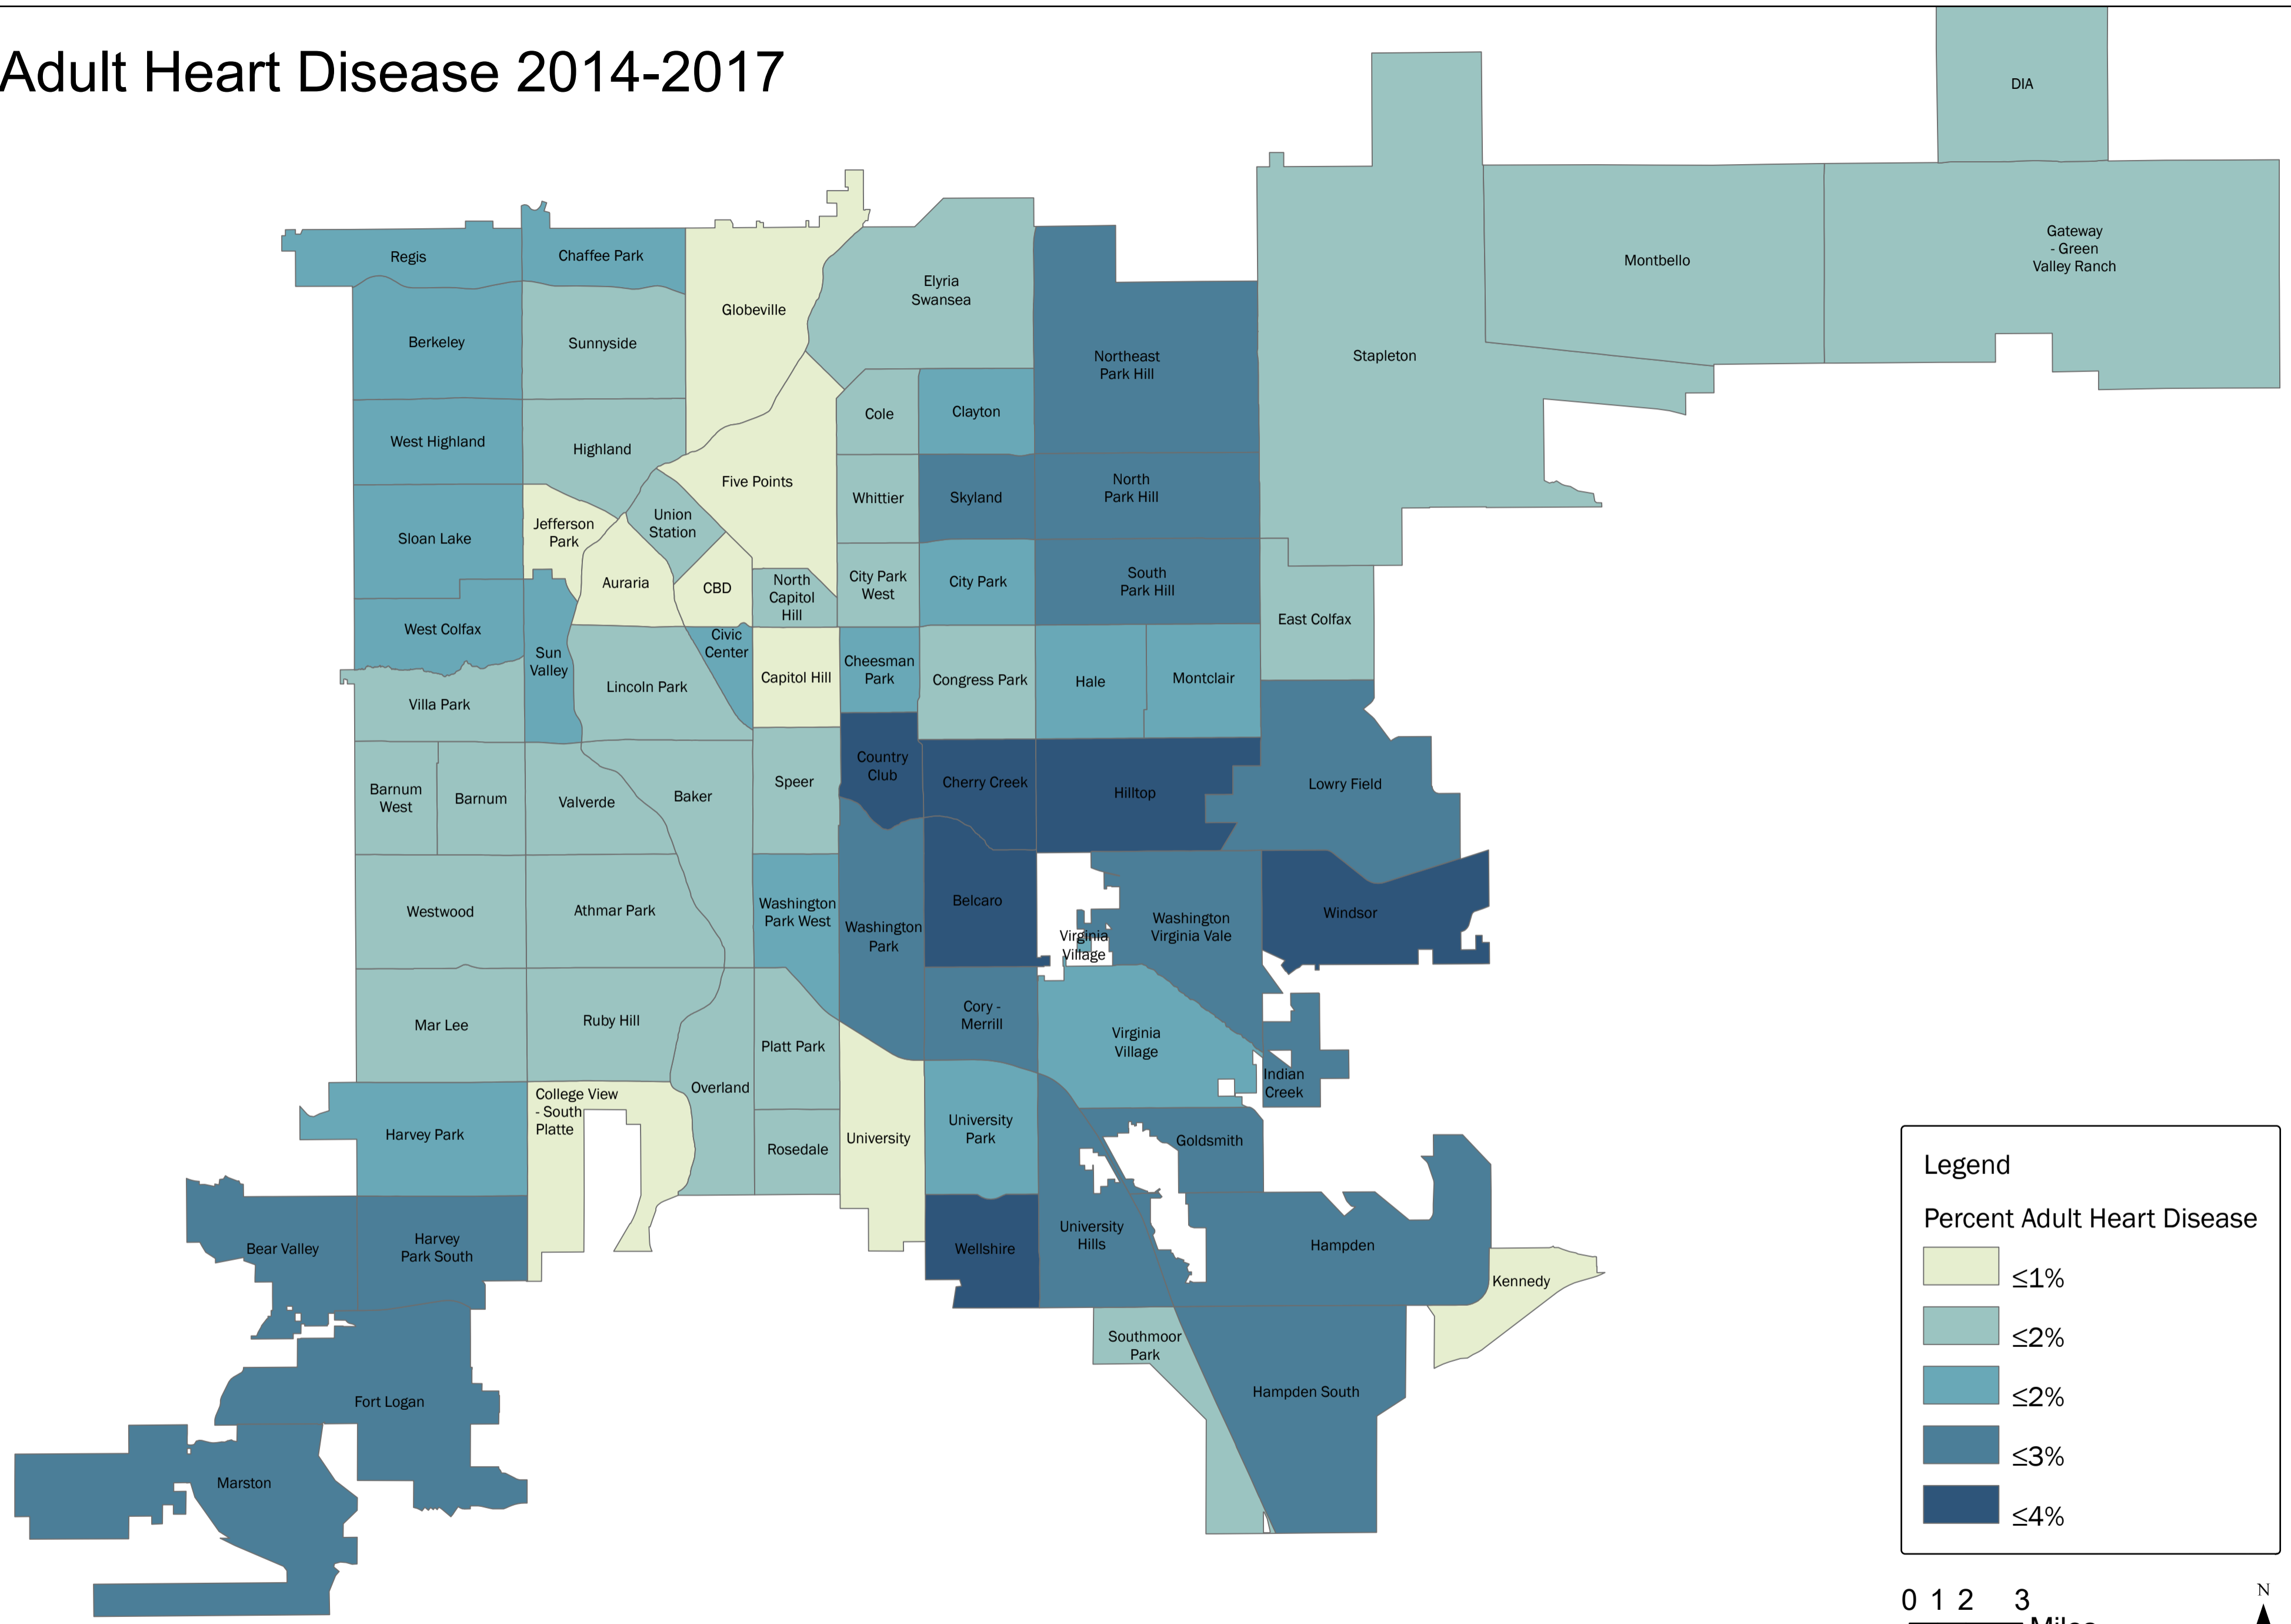 Adult Heart Disease 2014-2017
DIA
Gateway
- Green
Valley Ranch
Montbello
Stapleton
Regis
Chaffee Park
Globeville
Elyria
Swansea
Berkeley
Sunnyside
Northeast
Park Hill
Cole
Clayton
West Highland
Highland
Five Points
Whittier
Skyland
North
Park Hill
Sloan Lake
Jefferson
Park
Union
Station
Auraria
CBD
North
Capitol
Hill
City Park
West
City Park
South
Park Hill
East Colfax
West Colfax
Sun
Valley
Lincoln Park
Civic
Center
Capitol Hill
Cheesman
Park
Congress Park
Hale
Montclair
Villa Park
Barnum
West
Barnum
Valverde
Baker
Speer
Country
Club
Cherry Creek
Hilltop
Lowry Field
Westwood
Athmar Park
Washington
Park West
Washington
Park
Belcaro
Virginia
Village
Washington
Virginia Vale
Windsor
Mar Lee
Ruby Hill
Platt Park
Cory -
Merrill
Virginia
Village
Indian
Creek
Overland
College View
- South
Platte
Harvey Park
Rosedale
University
University
Park
Goldsmith
Bear Valley
Harvey
Park South
Wellshire
University
Hills
Hampden
Kennedy
Southmoor
Park
Hampden South
Fort Logan
Marston
Legend
Percent Adult Heart Disease
≤1%
≤2%
≤2%
≤3%
≤4%
0 1 2 3
Miles
N